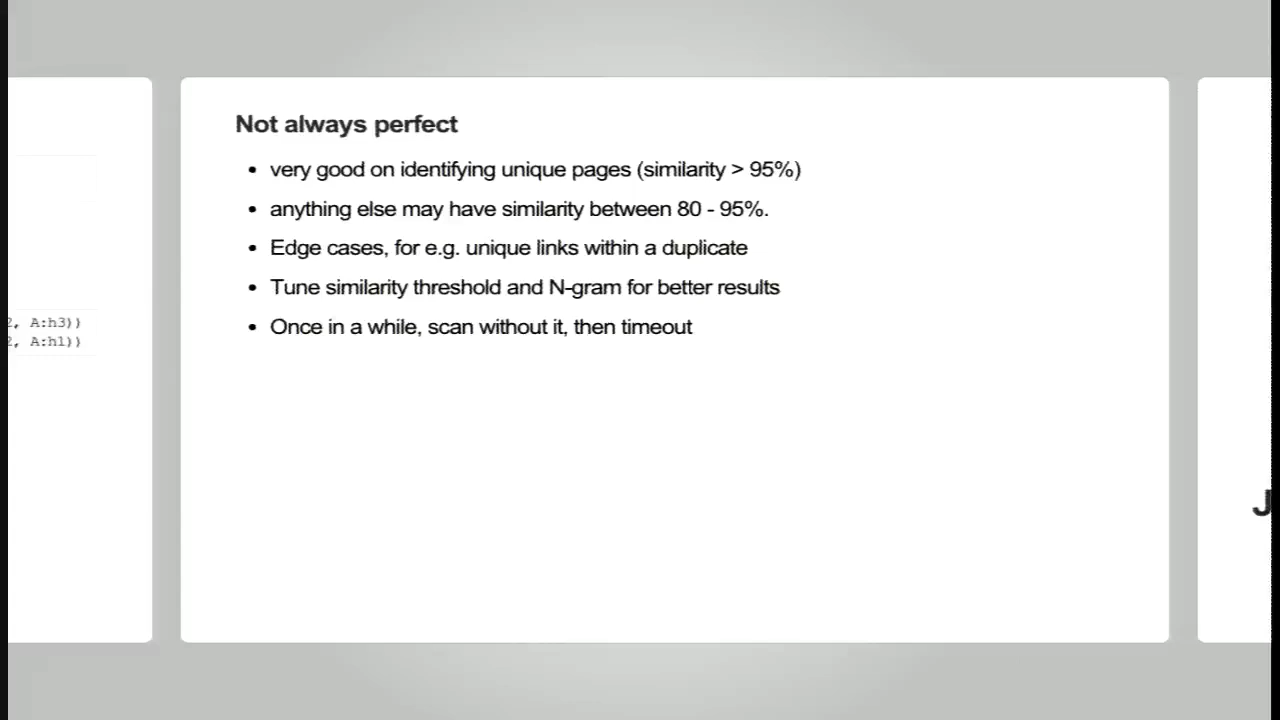 Not always perfect
• very good on identifying unique pages (similarity > 95%)
• anything else may have similarity between 80 - 95%.
• Edge cases, for e.g. unique links within a duplicate
• Tune similarity threshold and N-gram for better results
• Once in a while, scan without it, then timeout
2, A:h3))
2, A:h1))
J